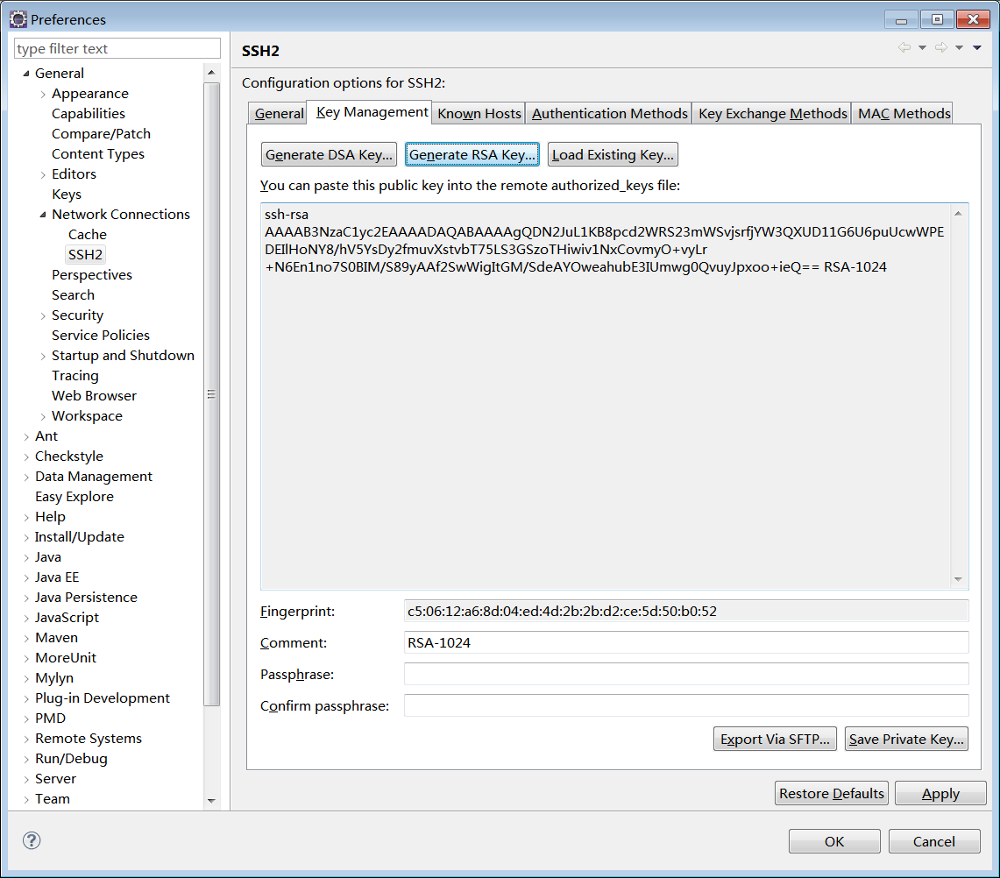 Preferences
type filter text
General
Appearance
Capabilities
Compare/Patch
Content Types
Editors
Keys
Network Connections
Cache
SSH2
Perspectives
Search
Security
Service Policies
Startup and Shutdown
Tracing
Web Browser
Workspace
Ant
Checkstyle
Data Management
Easy Explore
Help
Install/Update
Java
Java EE
Java Persistence
JavaScript
Maven
MoreUnit
Mylyn
Plug-in Development
PMD
Remote Systems
Run/Debug
Server
Team
SSH2
Configuration options for SSH2:
General Key Management Known Hosts Authentication Methods Key Exchange Methods MAC Methods
Generate DSA Key... Generate RSA Key... Load Existing Key...
You can paste this public key into the remote authorized_keys file:
ssh-rsa
AAAAB3NzaC1yc2EAAAADAQABAAAAgQDN2JuL1KB8pcd2WRS23mWSvjsrfjYW3QXUD11G6U6puUcwWPE
DEIlHoNY8/hV5YsDy2fmuvXstvbT75LS3GSzoTHiwiv1NxCovmyO+vyLr
+N6En1no7S0BIM/S89yAAf2SwWigItGM/SdeAYOweahubE3IUmwg0QvuyJpxoo+ieQ== RSA-1024
Fingerprint: c5:06:12:a6:8d:04:ed:4d:2b:2b:d2:ce:5d:50:b0:52
Comment: RSA-1024
Passphrase:
Confirm passphrase:
Export Via SFTP... Save Private Key...
Restore Defaults Apply
OK Cancel